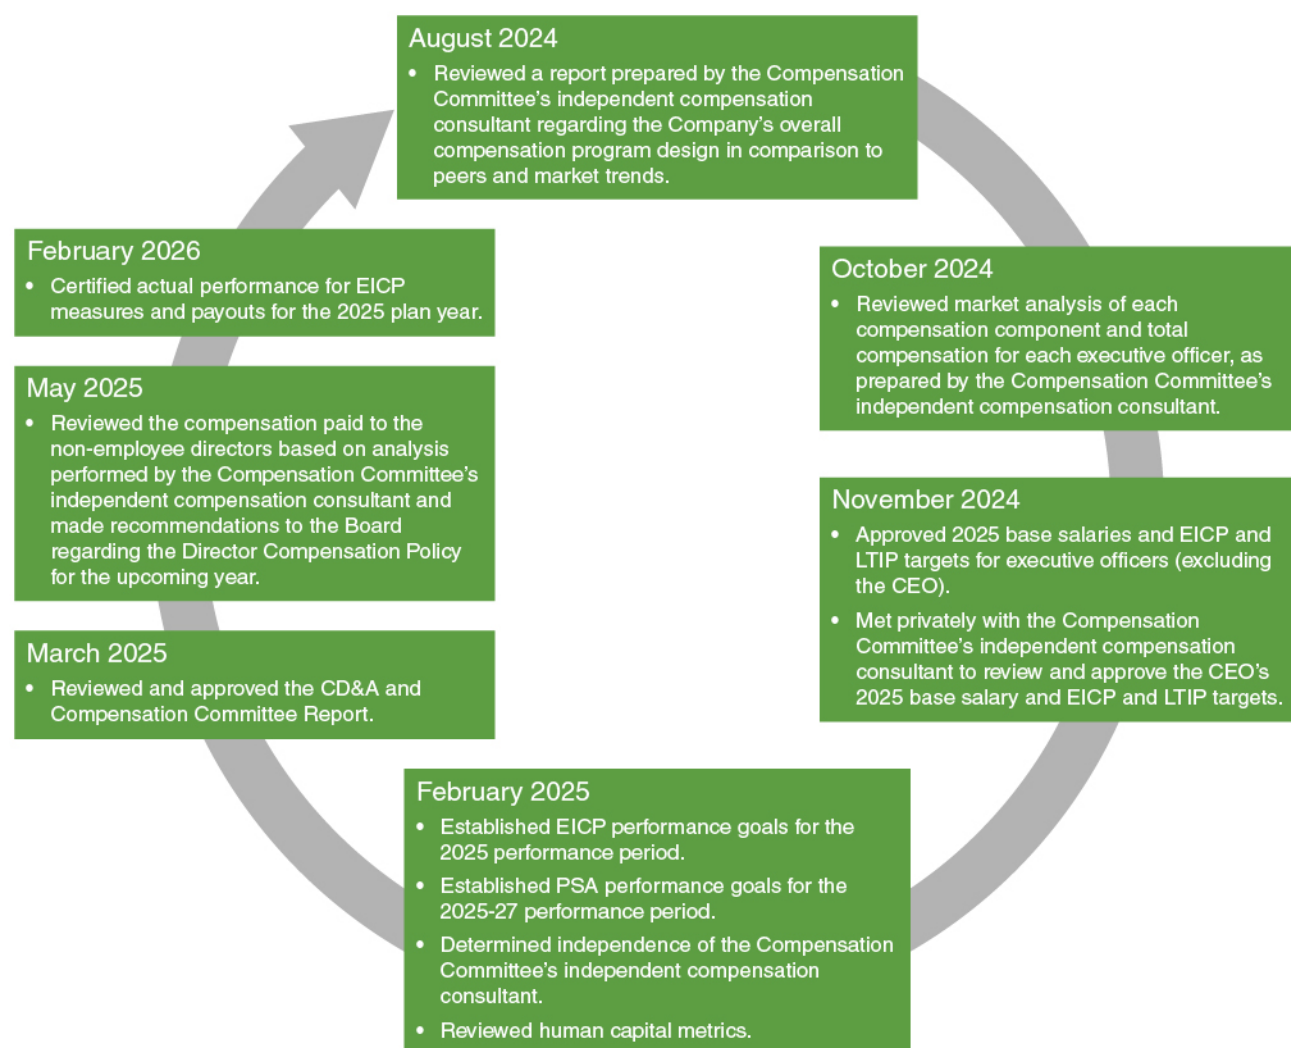 August 2024
• Reviewed a report prepared by the Compensation
Committee’s independent compensation
consultant regarding the Company’s overall
compensation program design in comparison to
peers and market trends.
October 2024
• Reviewed market analysis of each
compensation component and total
compensation for each executive officer, as
prepared by the Compensation Committee’s
independent compensation consultant.
November 2024
• Approved 2025 base salaries and EICP and
LTIP targets for executive officers (excluding
the CEO).
• Met privately with the Compensation
Committee’s independent compensation
consultant to review and approve the CEO’s
2025 base salary and EICP and LTIP targets.
February 2025
• Established EICP performance goals for the
2025 performance period.
• Established PSA performance goals for the
2025-27 performance period.
• Determined independence of the Compensation
Committee’s independent compensation
consultant.
• Reviewed human capital metrics.
March 2025
• Reviewed and approved the CD&A and
Compensation Committee Report.
May 2025
• Reviewed the compensation paid to the
non-employee directors based on analysis
performed by the Compensation Committee’s
independent compensation consultant and
made recommendations to the Board
regarding the Director Compensation Policy
for the upcoming year.
February 2026
• Certified actual performance for EICP
measures and payouts for the 2025 plan year.